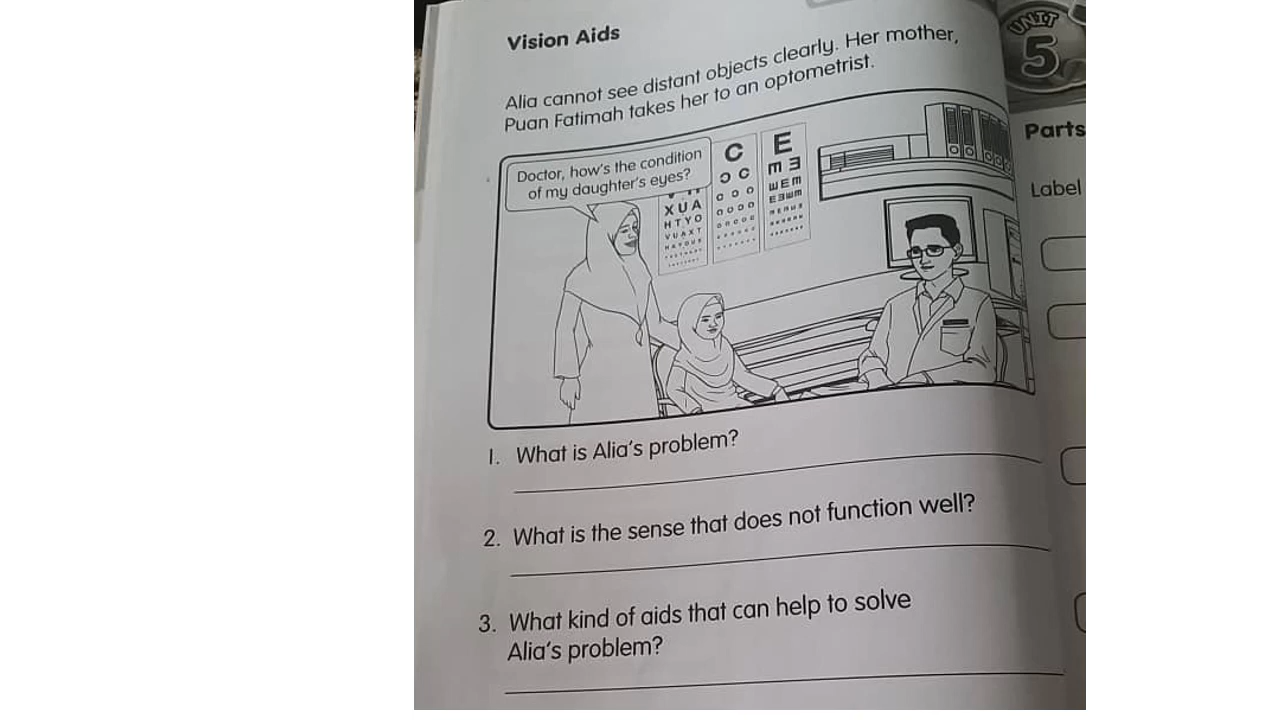 Vision Aids
Alia cannot see distant objects clearly. Her mother,
Puan Fatimah takes her to an optometrist.
Doctor, how's the condition
of my daughter's eyes?
X U A
H T Y O
V U A X T
C
E
1. What is Alia's problem?
2. What is the sense that does not function well?
3. What kind of aids that can help to solve
Alia's problem?
UNIT
5
Parts
Label